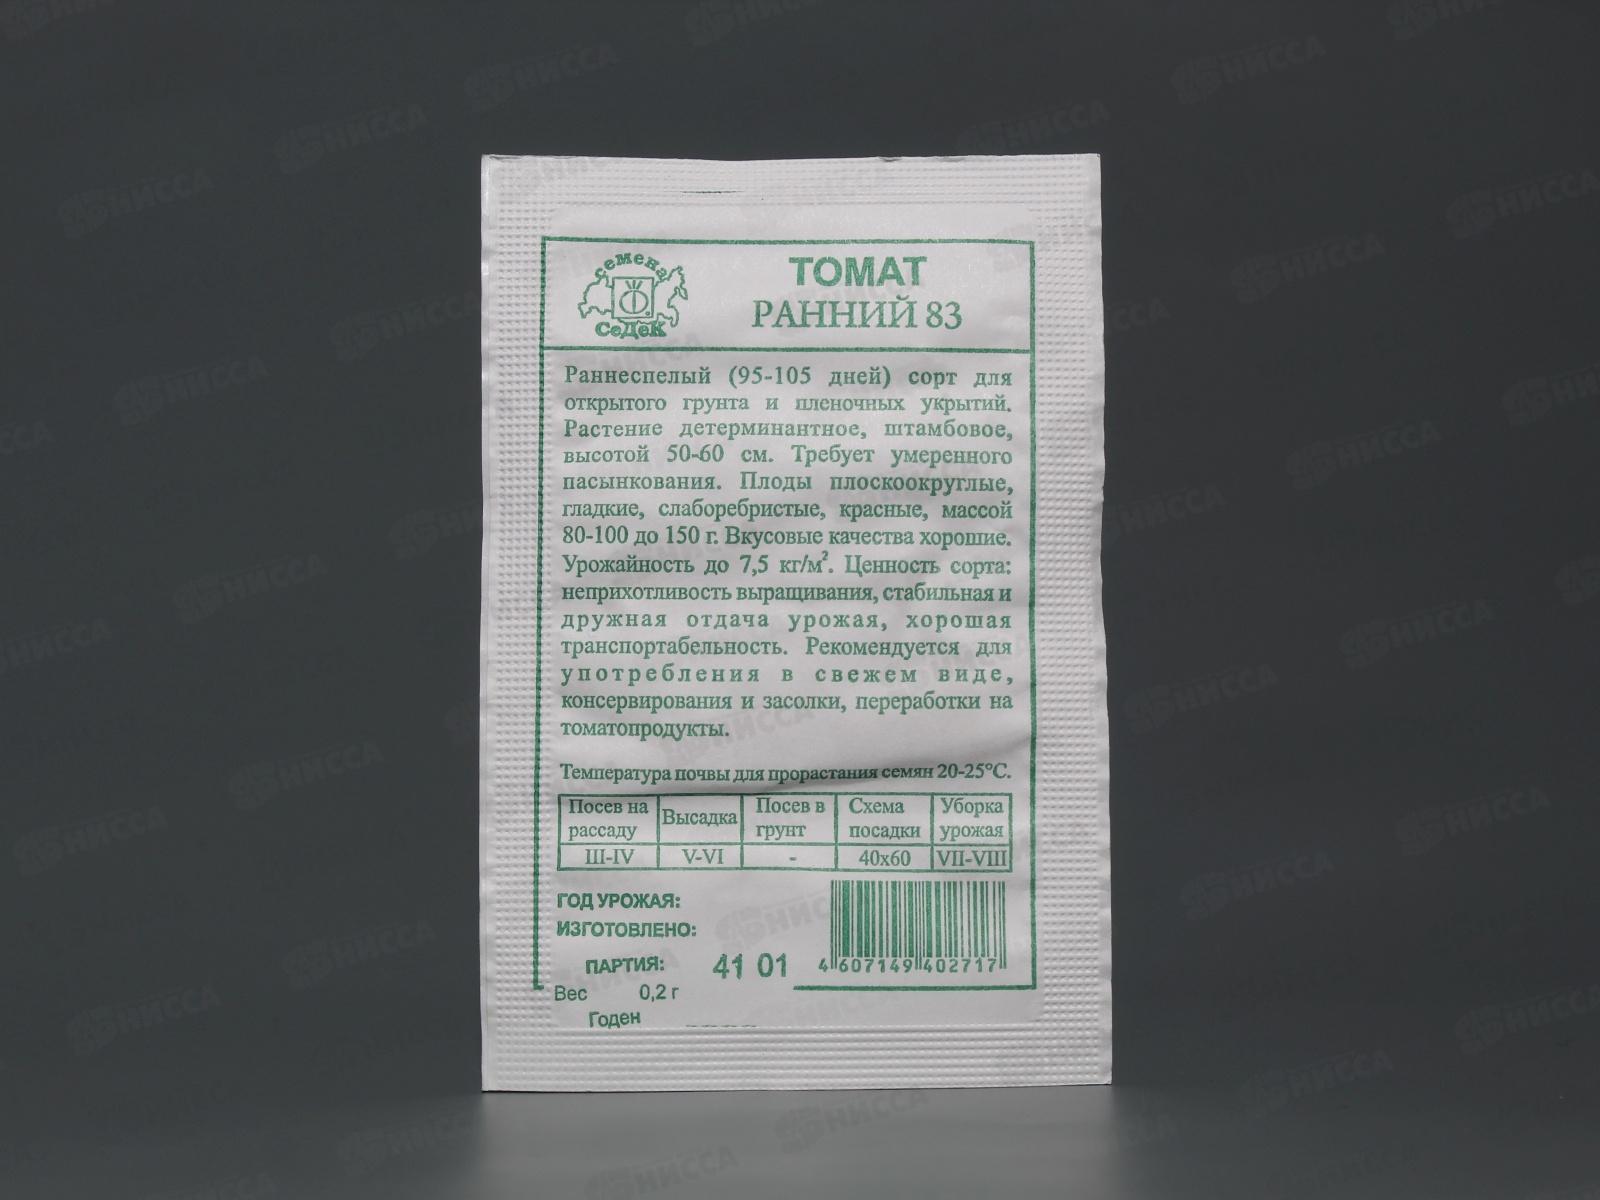 семена
СеДеК
ТОМАТ
РАННИЙ 83
Раннеспелый (95-105 дней) сорт для
открытого грунта и пленочных укрытий.
Растение детерминантное, штамбовое,
высотой 50-60 см. Требует умеренного
пасынкования. Плоды плоскоокруглые,
гладкие, слаборебристые, красные, массой
80-100 до 150 г. Вкусовые качества хорошие.
Урожайность до 7,5 кг/м². Ценность сорта:
неприхотливость выращивания, стабильная и
дружная отдача урожая, хорошая
транспортабельность. Рекомендуется для
употребления в свежем виде,
консервирования и засолки, переработки на
томатопродукты.
Температура почвы для прорастания семян 20-25°С.
Посев на рассаду Высадка Посев в грунт Схема посадки Уборка урожая
III-IV V-VI - 40х60 VII-VIII
ГОД УРОЖАЯ:
ИЗГОТОВЛЕНО:
ПАРТИЯ: 41 01
4 607149 402717
Вес 0,2 г
Годен
НИССА